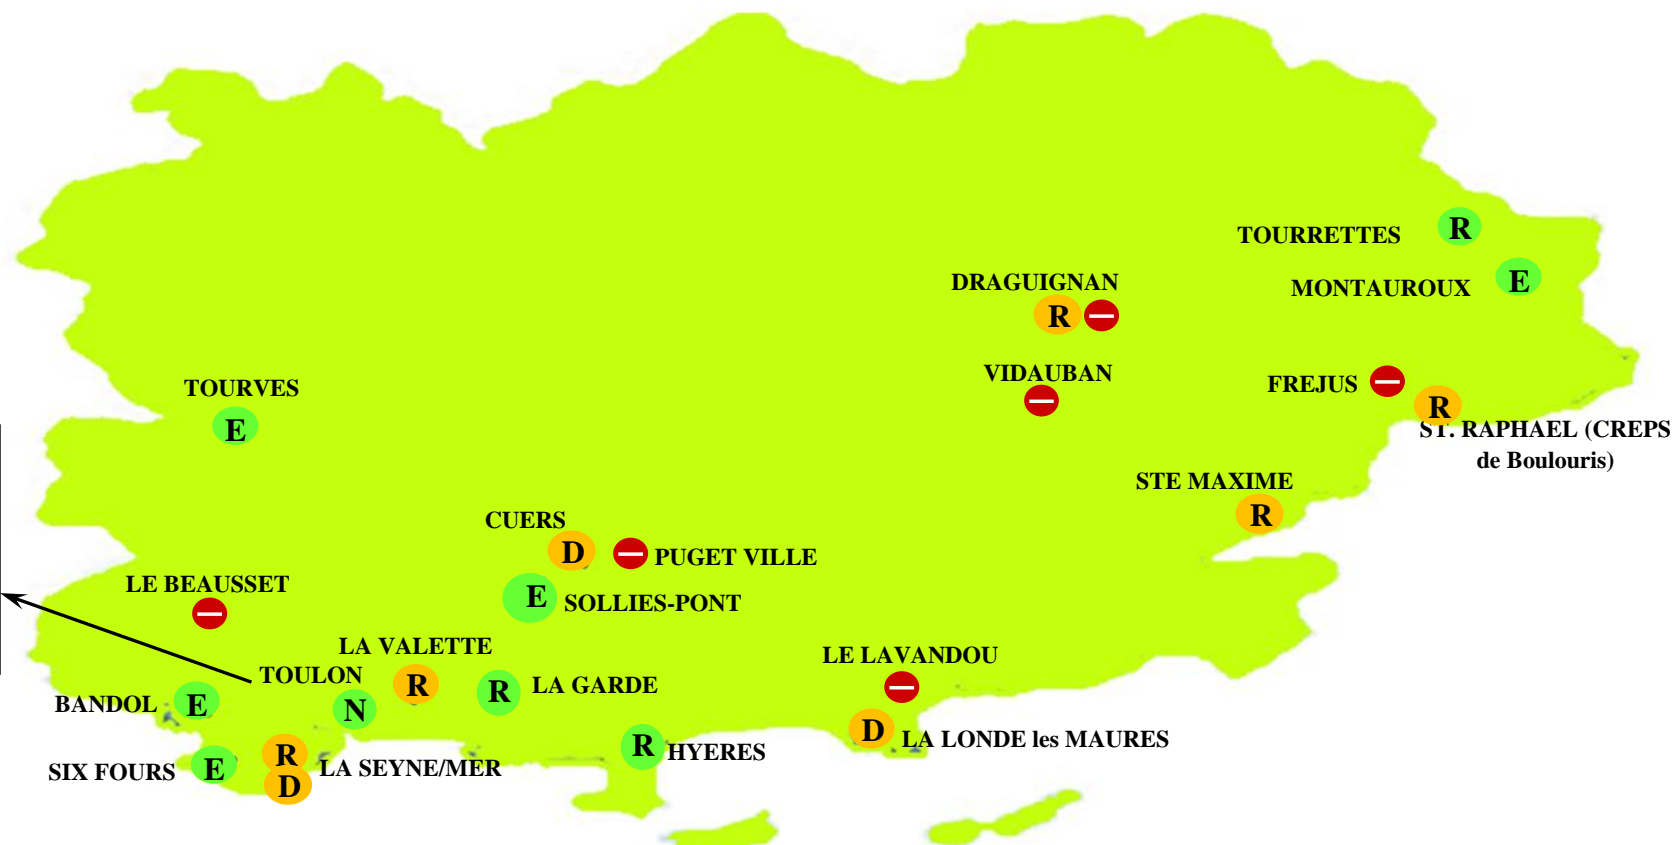 TOURRETTES
R
DRAGUIGNAN
R
MONTAUROUX
E
VIDAUBAN
FREJUS
R
ST. RAPHAEL (CREPS
de Boulouris)
TOURVES
E
STE MAXIME
R
CUERS
D
PUGET VILLE
E
SOLLIES-PONT
LE BEAUSSET
LA VALETTE
R
LE LAVANDOU
TOULON
N
R
LA GARDE
BANDOL
E
D
LA LONDE les MAURES
R
HYERES
SIX FOURS
E
R
D
LA SEYNE/MER